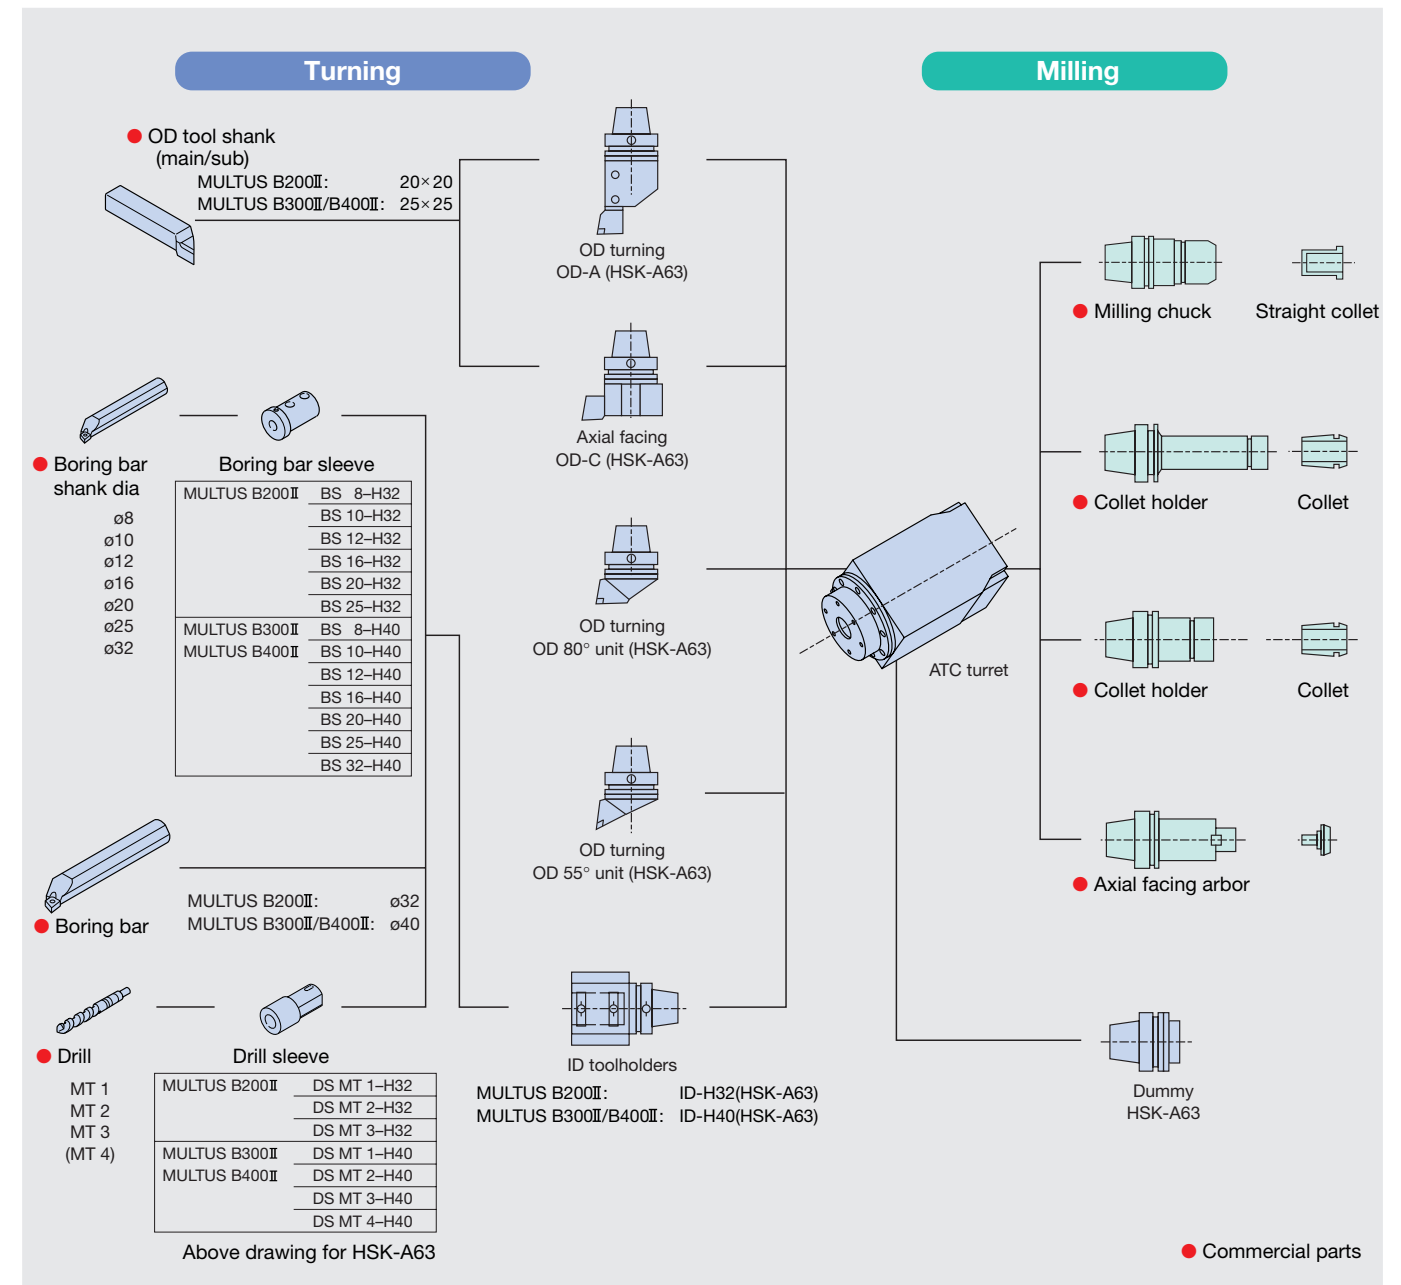 Turning
Milling
OD tool shank
(main/sub)
MULTUS B200Ⅱ: 20×20
MULTUS B300Ⅱ/B400Ⅱ: 25×25
OD turning
OD-A (HSK-A63)
Axial facing
OD-C (HSK-A63)
Boring bar
shank dia
ø8
ø10
ø12
ø16
ø20
ø25
ø32
Boring bar sleeve
MULTUS B200Ⅱ BS 8–H32
BS 10–H32
BS 12–H32
BS 16–H32
BS 20–H32
BS 25–H32
MULTUS B300Ⅱ BS 8–H40
MULTUS B400Ⅱ BS 10–H40
BS 12–H40
BS 16–H40
BS 20–H40
BS 25–H40
BS 32–H40
OD turning
OD 80° unit (HSK-A63)
OD turning
OD 55° unit (HSK-A63)
Boring bar
MULTUS B200Ⅱ: ø32
MULTUS B300Ⅱ/B400Ⅱ: ø40
Drill
MT 1
MT 2
MT 3
(MT 4)
Drill sleeve
MULTUS B200Ⅱ DS MT 1–H32
DS MT 2–H32
DS MT 3–H32
MULTUS B300Ⅱ DS MT 1–H40
MULTUS B400Ⅱ DS MT 2–H40
DS MT 3–H40
DS MT 4–H40
Above drawing for HSK-A63
ID toolholders
MULTUS B200Ⅱ: ID-H32(HSK-A63)
MULTUS B300Ⅱ/B400Ⅱ: ID-H40(HSK-A63)
ATC turret
Milling chuck
Straight collet
Collet holder
Collet
Collet holder
Collet
Axial facing arbor
Dummy
HSK-A63
Commercial parts